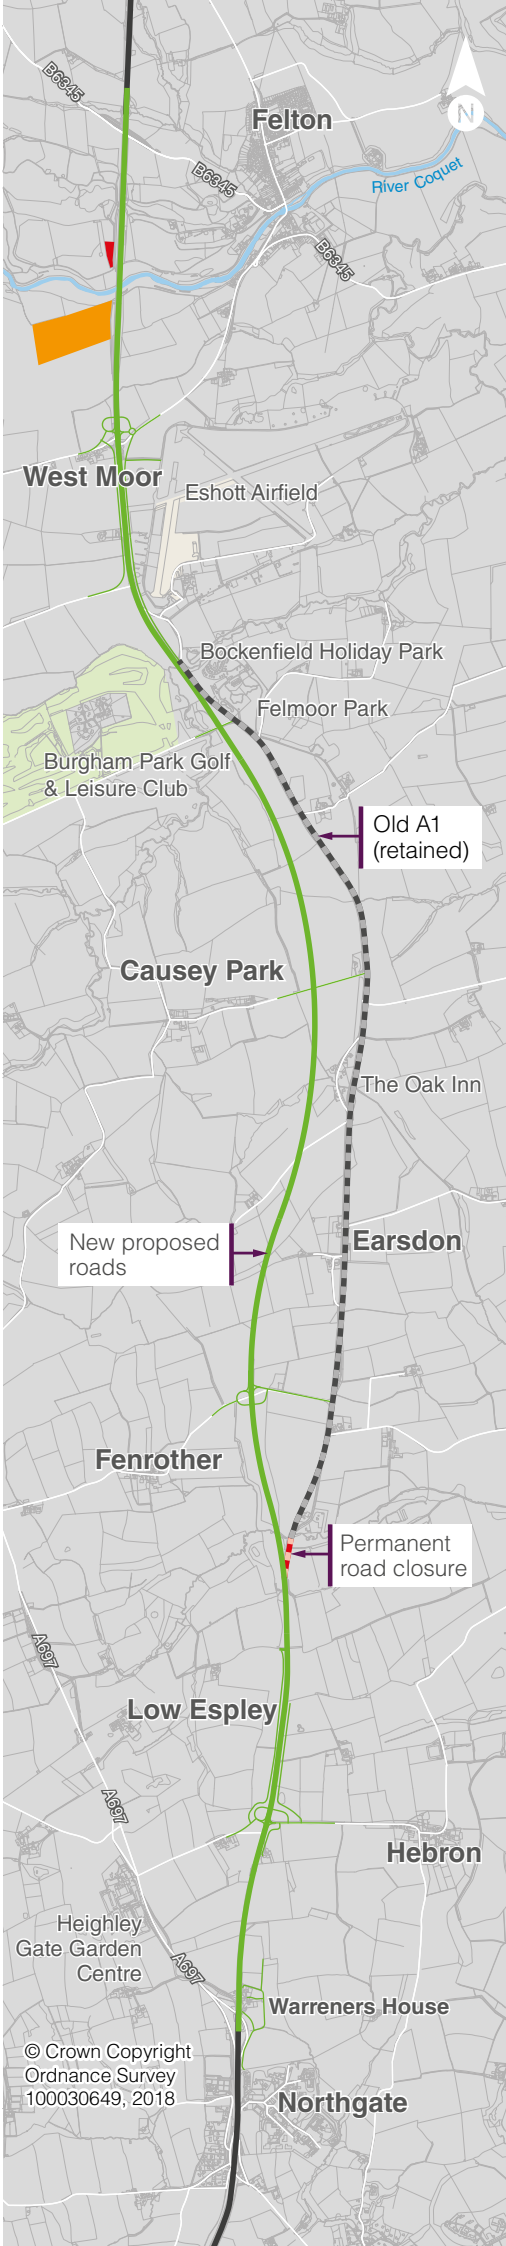 B6345
Felton
N
B6345
River Coquet
B6345
West Moor
Eshott Airfield
Bockenfield Holiday Park
Felmoor Park
Burgham Park Golf
& Leisure Club
Old A1
(retained)
Causey Park
The Oak Inn
New proposed
roads
Earsdon
Fenrother
Permanent
road closure
A697
Low Espley
A697
Hebron
Heighley
Gate Garden
Centre
A697
Warreners House
© Crown Copyright
Ordnance Survey
100030649, 2018
Northgate